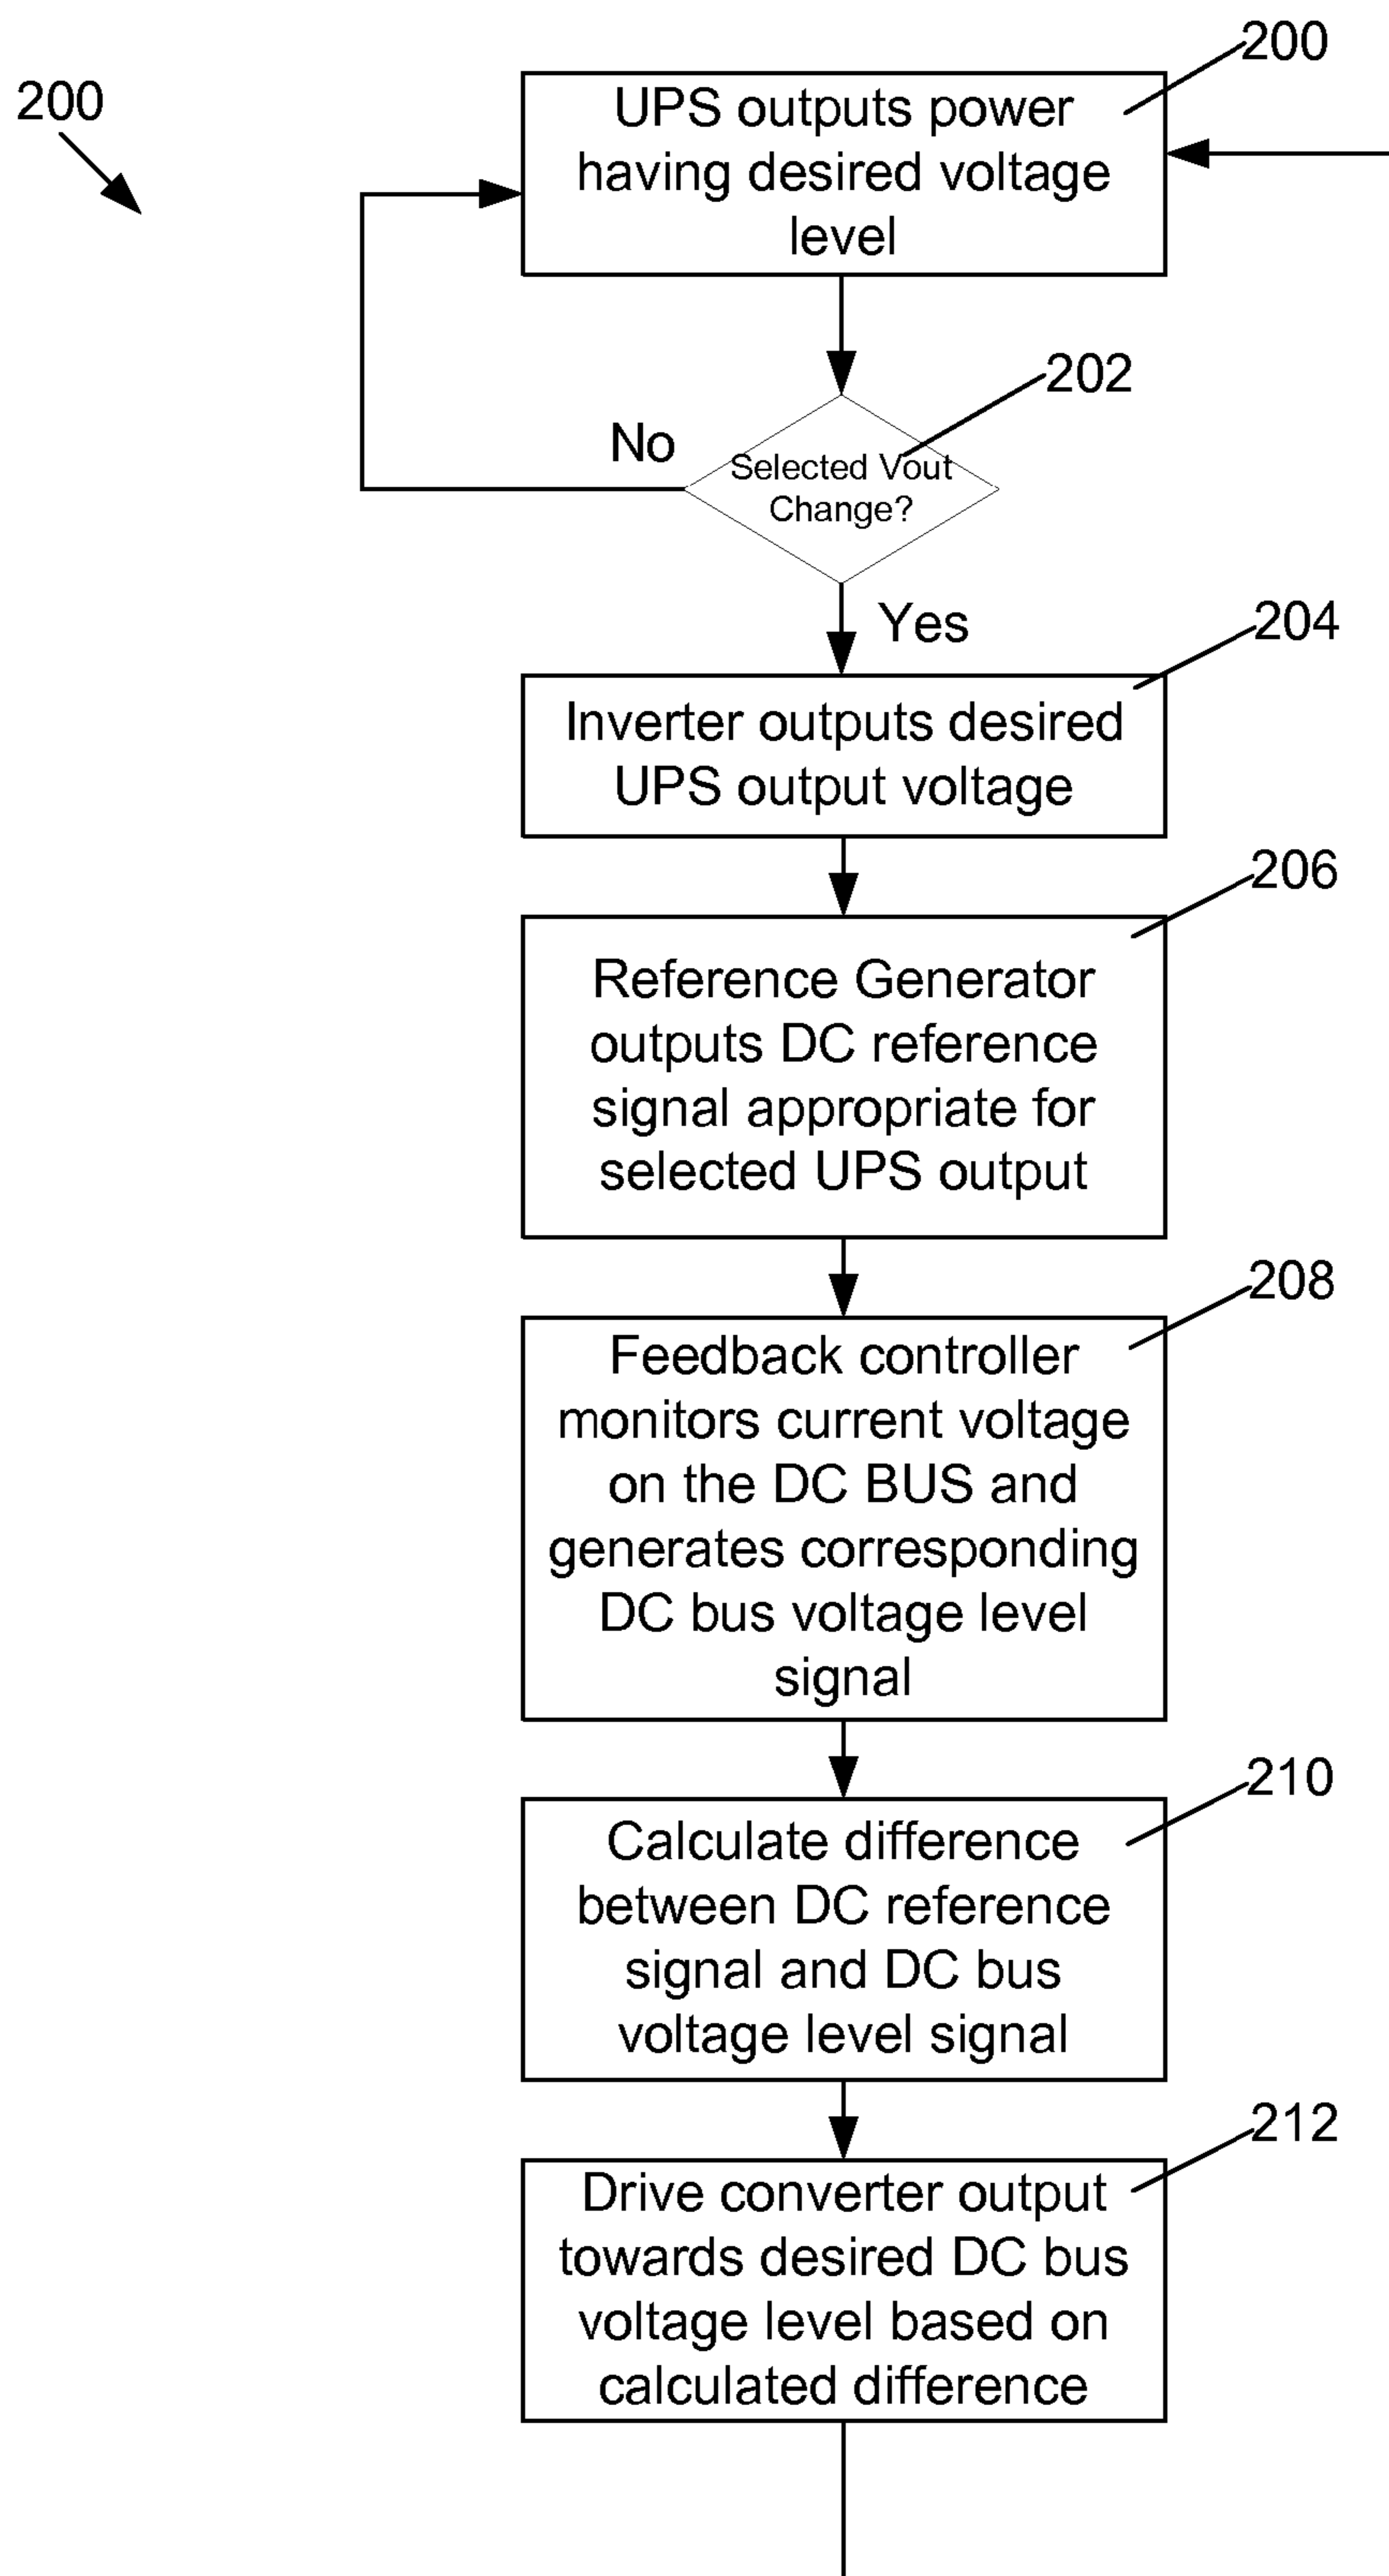 200
200
UPS outputs power
having desired voltage
level
202
No
Selected Vout
Change?
Yes
204
Inverter outputs desired
UPS output voltage
206
Reference Generator
outputs DC reference
signal appropriate for
selected UPS output
208
Feedback controller
monitors current voltage
on the DC BUS and
generates corresponding
DC bus voltage level
signal
210
Calculate difference
between DC reference
signal and DC bus
voltage level signal
212
Drive converter output
towards desired DC bus
voltage level based on
calculated difference